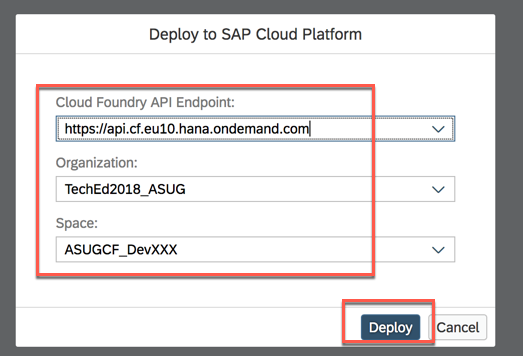 Deploy to SAP Cloud Platform
Cloud Foundry API Endpoint:
https://api.cf.eu10.hana.ondemand.com
Organization:
TechEd2018_ASUG
Space:
ASUGCF_DevXXX
Deploy Cancel